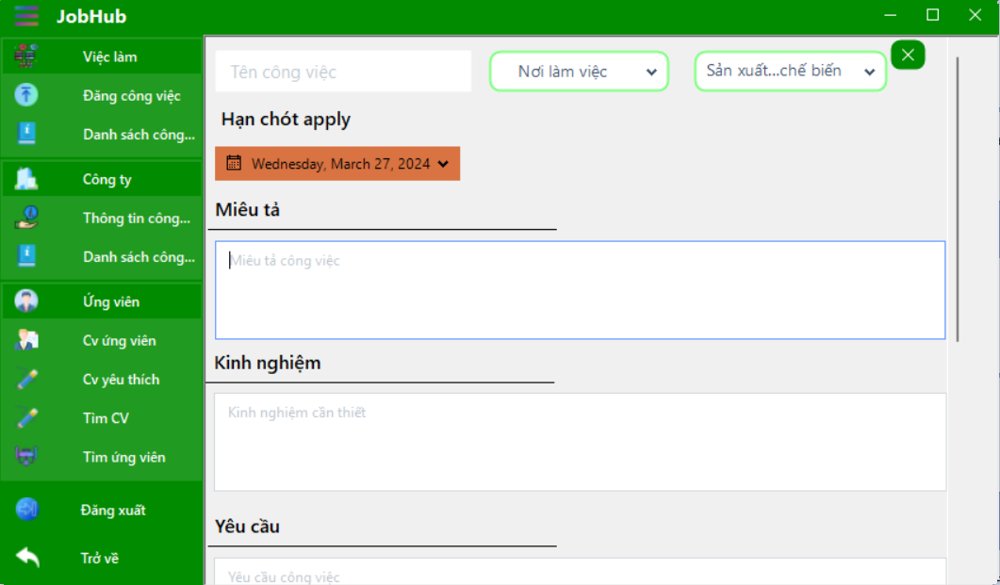 JobHub
Việc làm
Đăng công việc
Danh sách công...
Công ty
Thông tin công...
Danh sách công...
Ứng viên
Cv ứng viên
Cv yêu thích
Tìm CV
Tìm ứng viên
Đăng xuất
Trở về
Tên công việc
Nơi làm việc
Sản xuất...chế biến
Hạn chót apply
Wednesday, March 27, 2024
Miêu tả
Miêu tả công việc
Kinh nghiệm
Kinh nghiệm cần thiết
Yêu cầu
Yêu cầu công việc